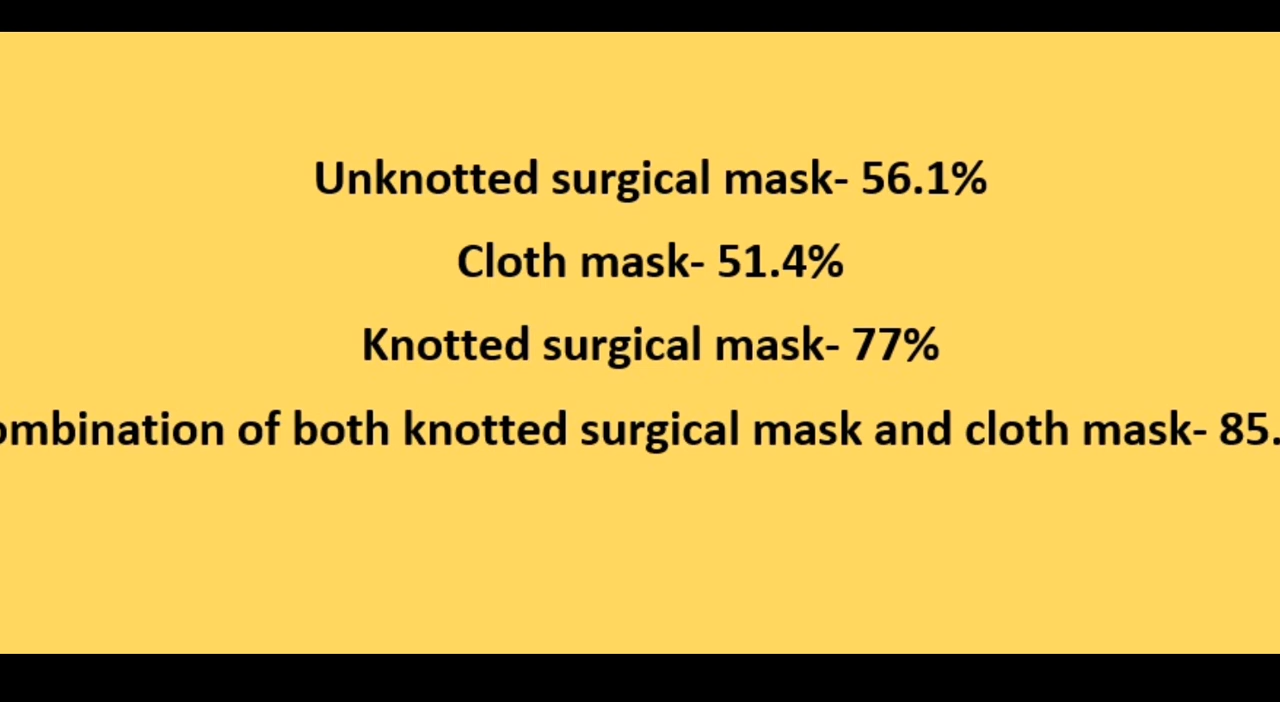 Unknotted surgical mask- 56.1%
Cloth mask- 51.4%
Knotted surgical mask- 77%
ombination of both knotted surgical mask and cloth mask- 85.